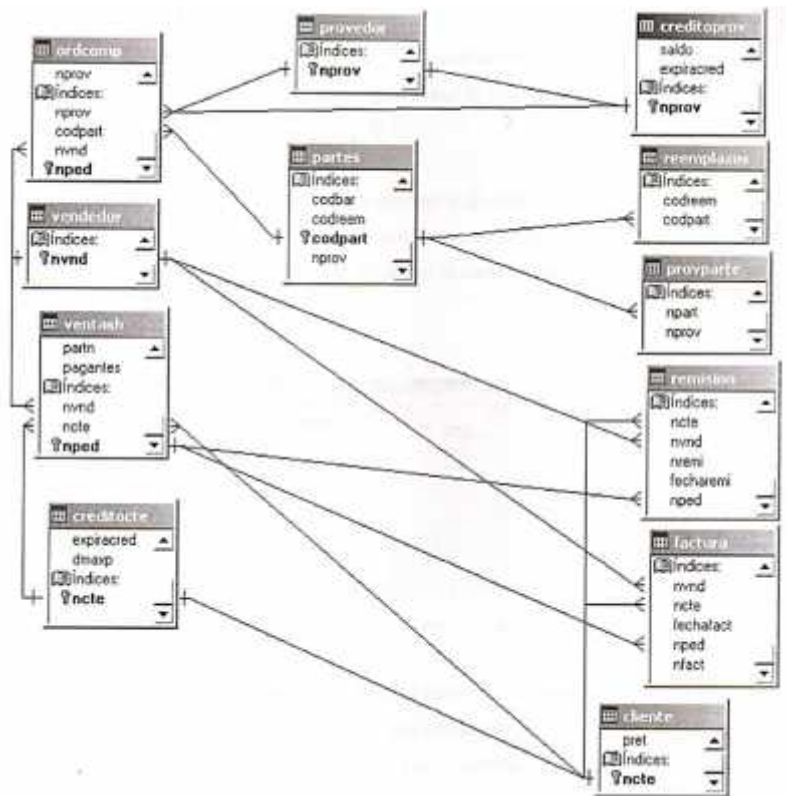 ordcomp
nprov
Índices:
nprov
codpart
nvnd
nped
provedor
Índices:
nprov
creditoprov
saldo
expiracred
Índices:
nprov
partes
Índices:
codbar
codreem
codpart
nprov
reemplazos
Índices:
codreem
codpart
vendedor
Índices:
nvnd
provparte
Índices:
npart
nprov
ventash
partn
pagantes
Índices:
nvnd
ncte
nped
remision
Índices:
ncte
nvnd
nremi
fecharemi
nped
creditocte
expiracred
dmaxp
Índices:
ncte
factura
Índices:
nvnd
ncte
fechafact
nped
nfact
cliente
pret
Índices:
ncte